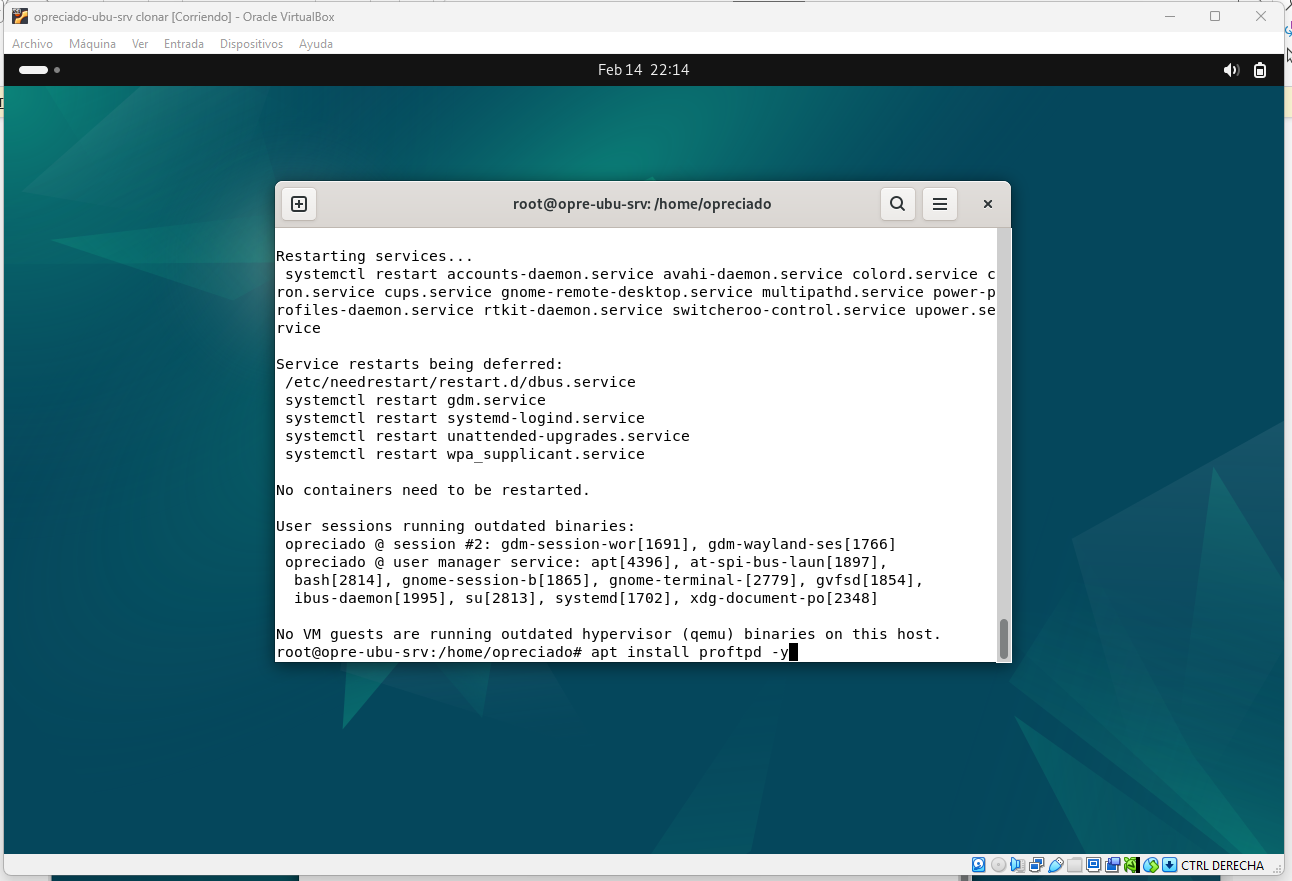 opreciado-ubu-srv clonar [Corriendo] - Oracle VirtualBox
Archivo Máquina Ver Entrada Dispositivos Ayuda
Feb 14 22:14
root@opre-ubu-srv: /home/opreciado
Restarting services...
systemctl restart accounts-daemon.service avahi-daemon.service colord.service c
ron.service cups.service gnome-remote-desktop.service multipathd.service power-p
rofiles-daemon.service rtkit-daemon.service switcheroo-control.service upower.se
rvice
Service restarts being deferred:
/etc/needrestart/restart.d/dbus.service
systemctl restart gdm.service
systemctl restart systemd-logind.service
systemctl restart unattended-upgrades.service
systemctl restart wpa_supplicant.service
No containers need to be restarted.
User sessions running outdated binaries:
opreciado @ session #2: gdm-session-wor[1691], gdm-wayland-ses[1766]
opreciado @ user manager service: apt[4396], at-spi-bus-laun[1897],
bash[2814], gnome-session-b[1865], gnome-terminal-[2779], gvfsd[1854],
ibus-daemon[1995], su[2813], systemd[1702], xdg-document-po[2348]
No VM guests are running outdated hypervisor (qemu) binaries on this host.
root@opre-ubu-srv:/home/opreciado# apt install proftpd -y
CTRL DERECHA